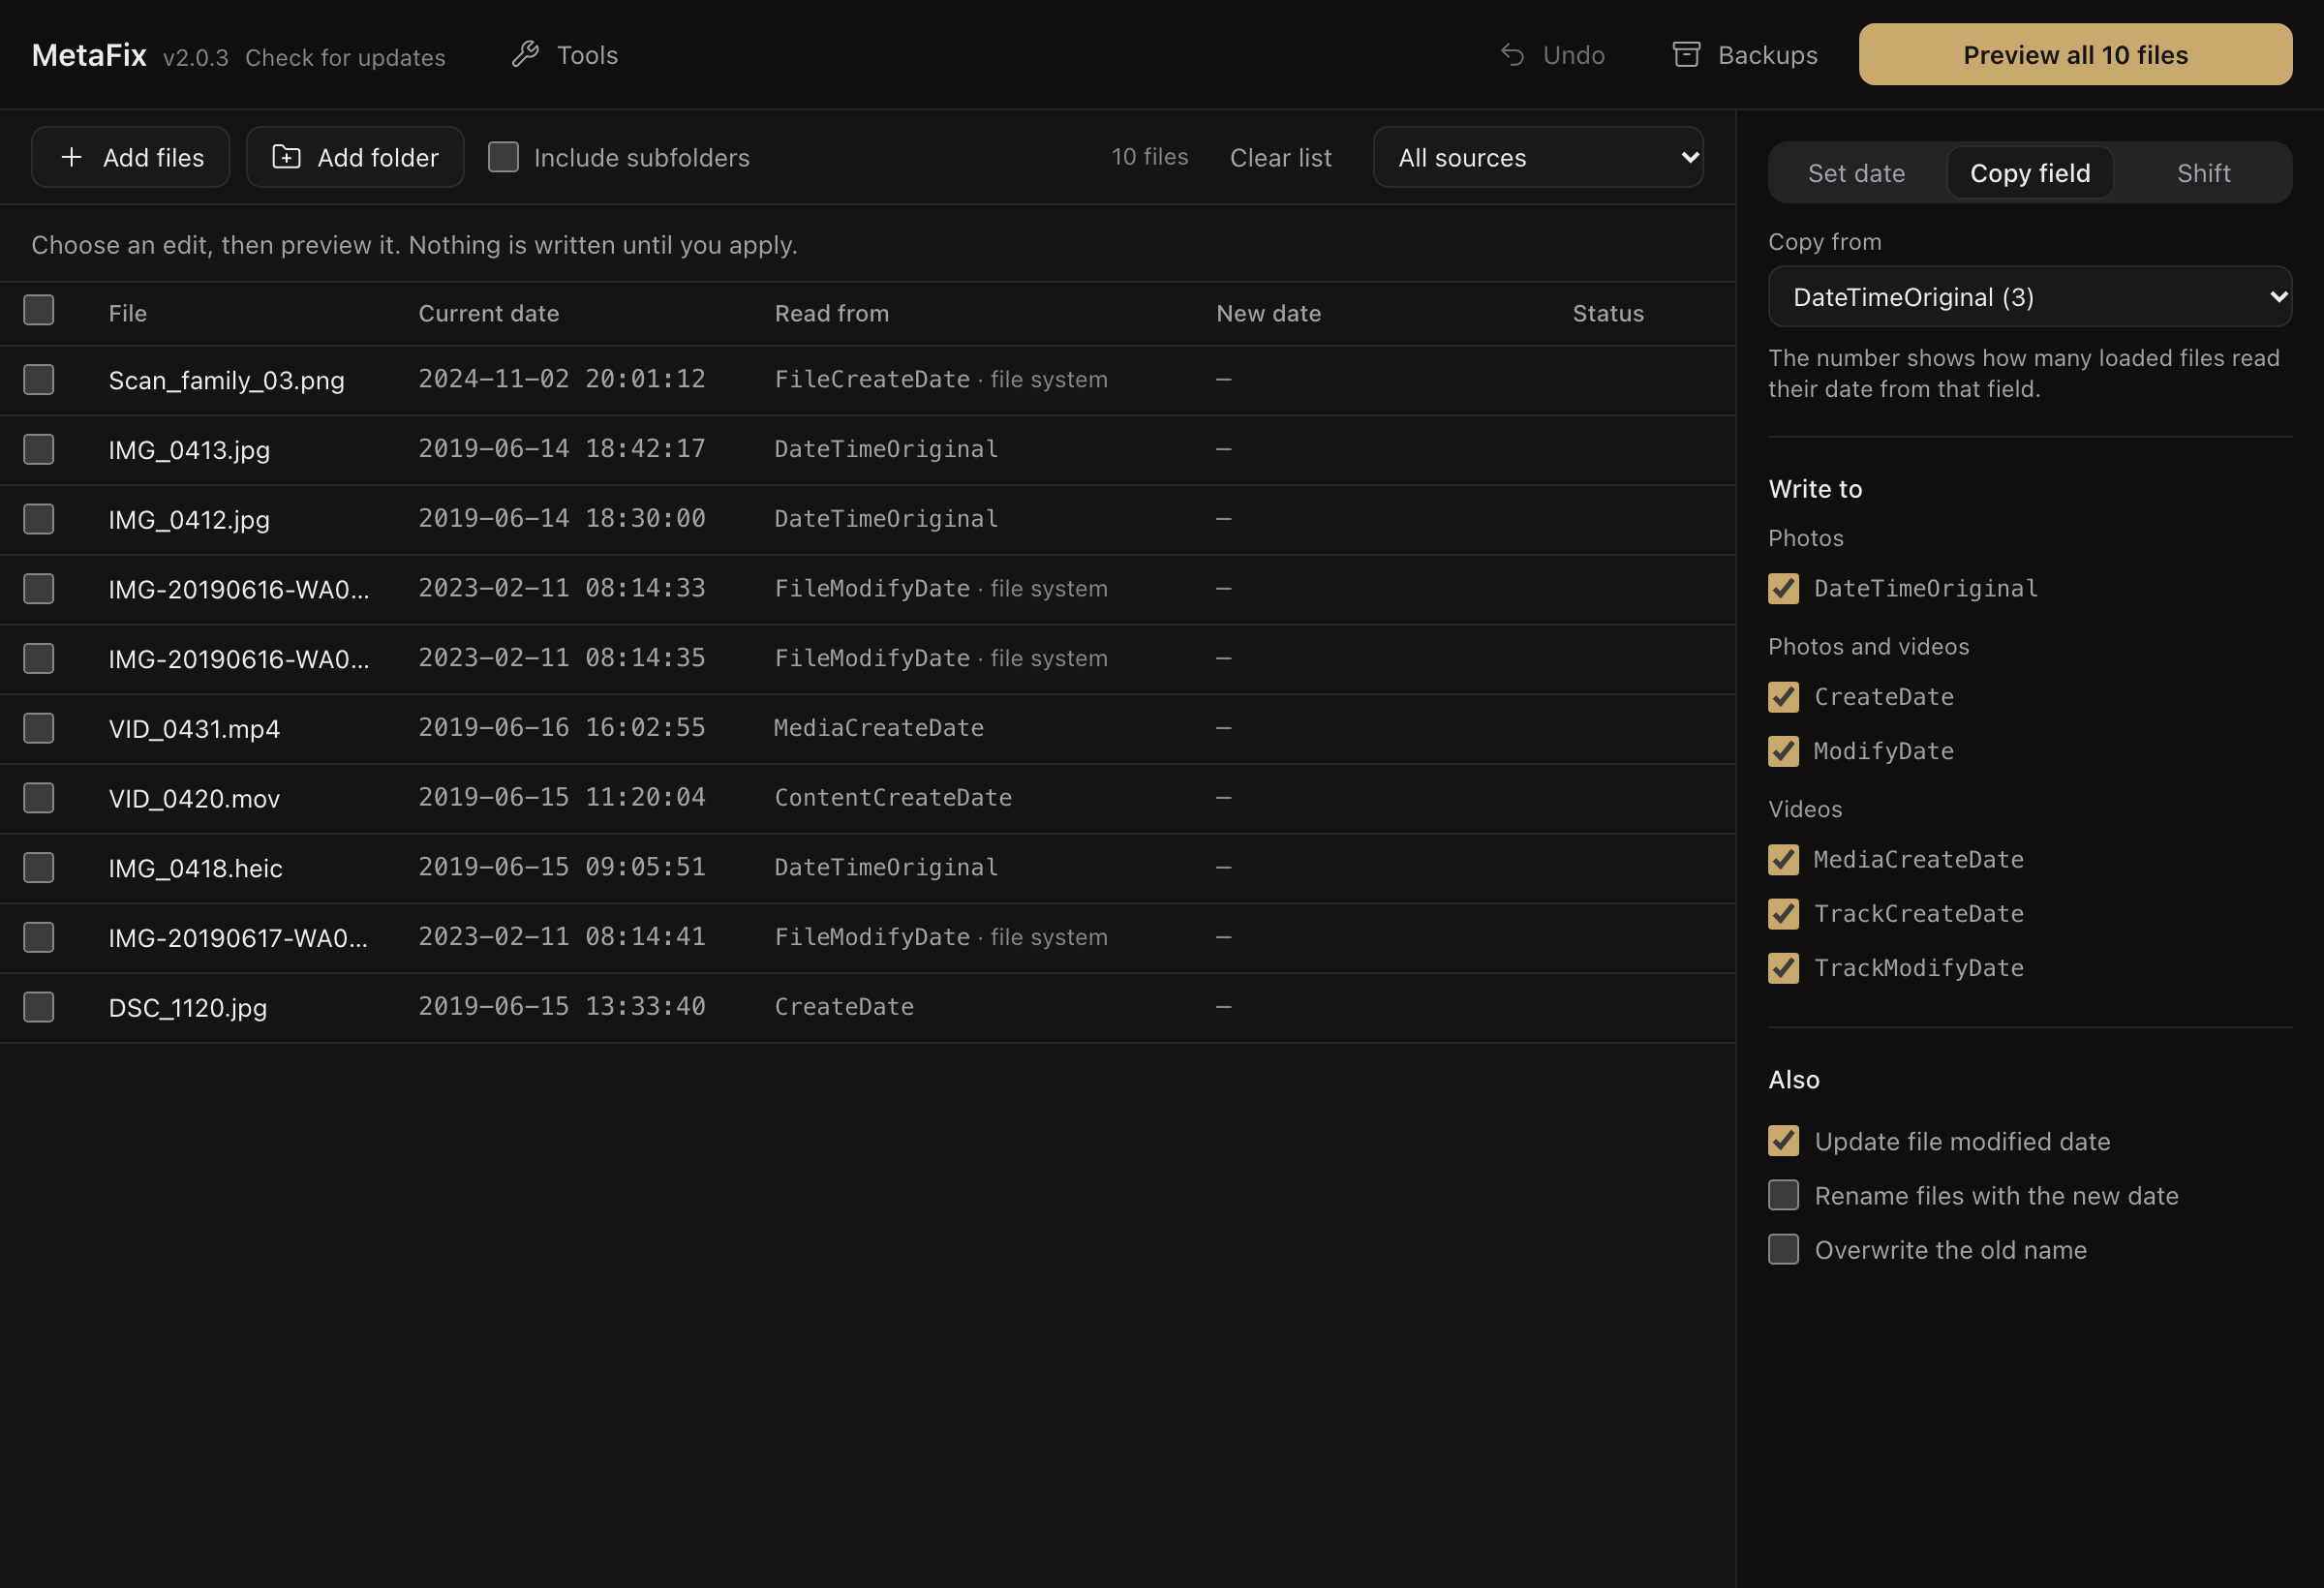 MetaFix v2.0.3 Check for updates Tools Undo Backups Preview all 10 files
Add files Add folder Include subfolders 10 files Clear list All sources
Choose an edit, then preview it. Nothing is written until you apply.
File Current date Read from New date Status
Scan_family_03.png 2024-11-02 20:01:12 FileCreateDate · file system —
IMG_0413.jpg 2019-06-14 18:42:17 DateTimeOriginal —
IMG_0412.jpg 2019-06-14 18:30:00 DateTimeOriginal —
IMG-20190616-WA0... 2023-02-11 08:14:33 FileModifyDate · file system —
IMG-20190616-WA0... 2023-02-11 08:14:35 FileModifyDate · file system —
VID_0431.mp4 2019-06-16 16:02:55 MediaCreateDate —
VID_0420.mov 2019-06-15 11:20:04 ContentCreateDate —
IMG_0418.heic 2019-06-15 09:05:51 DateTimeOriginal —
IMG-20190617-WA0... 2023-02-11 08:14:41 FileModifyDate · file system —
DSC_1120.jpg 2019-06-15 13:33:40 CreateDate —
Set date Copy field Shift
Copy from
DateTimeOriginal (3)
The number shows how many loaded files read
their date from that field.
Write to
Photos
DateTimeOriginal
Photos and videos
CreateDate
ModifyDate
Videos
MediaCreateDate
TrackCreateDate
TrackModifyDate
Also
Update file modified date
Rename files with the new date
Overwrite the old name